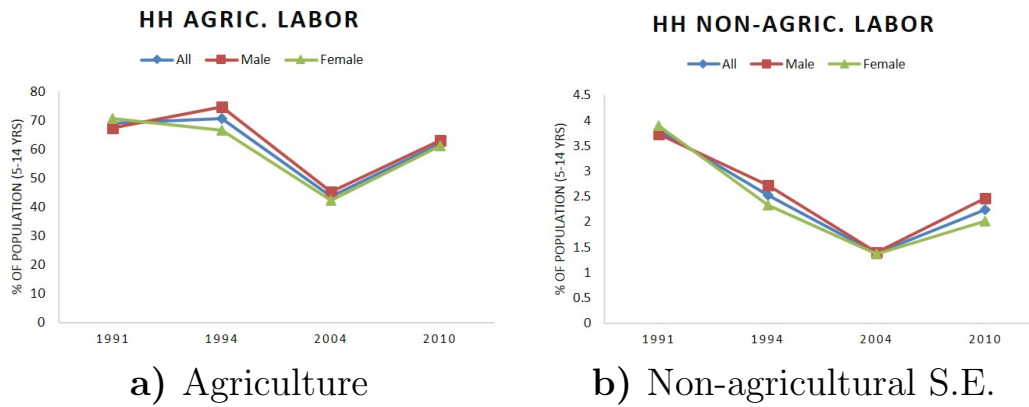 HH AGRIC. LABOR
All Male Female
% OF POPULATION (5-14 YRS)
80
70
60
50
40
30
20
10
0
1991 1994 2004 2010
a) Agriculture
HH NON-AGRIC. LABOR
All Male Female
% OF POPULATION (5-14 YRS)
4.5
4
3.5
3
2.5
2
1.5
1
0.5
0
1991 1994 2004 2010
b) Non-agricultural S.E.